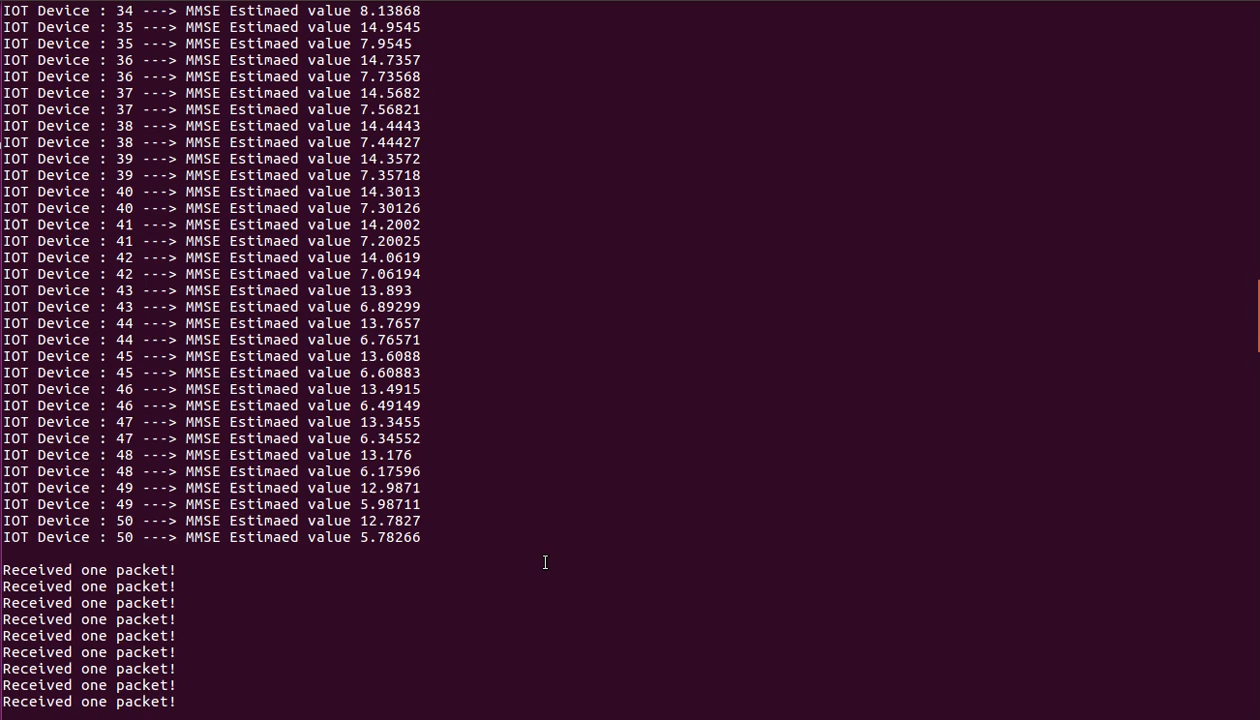 IOT Device : 34 ---> MMSE Estimaed value 8.13868
IOT Device : 35 ---> MMSE Estimaed value 14.9545
IOT Device : 35 ---> MMSE Estimaed value 7.9545
IOT Device : 36 ---> MMSE Estimaed value 14.7357
IOT Device : 36 ---> MMSE Estimaed value 7.73568
IOT Device : 37 ---> MMSE Estimaed value 14.5682
IOT Device : 37 ---> MMSE Estimaed value 7.56821
IOT Device : 38 ---> MMSE Estimaed value 14.4443
IOT Device : 38 ---> MMSE Estimaed value 7.44427
IOT Device : 39 ---> MMSE Estimaed value 14.3572
IOT Device : 39 ---> MMSE Estimaed value 7.35718
IOT Device : 40 ---> MMSE Estimaed value 14.3013
IOT Device : 40 ---> MMSE Estimaed value 7.30126
IOT Device : 41 ---> MMSE Estimaed value 14.2002
IOT Device : 41 ---> MMSE Estimaed value 7.20025
IOT Device : 42 ---> MMSE Estimaed value 14.0619
IOT Device : 42 ---> MMSE Estimaed value 7.06194
IOT Device : 43 ---> MMSE Estimaed value 13.893
IOT Device : 43 ---> MMSE Estimaed value 6.89299
IOT Device : 44 ---> MMSE Estimaed value 13.7657
IOT Device : 44 ---> MMSE Estimaed value 6.76571
IOT Device : 45 ---> MMSE Estimaed value 13.6088
IOT Device : 45 ---> MMSE Estimaed value 6.60883
IOT Device : 46 ---> MMSE Estimaed value 13.4915
IOT Device : 46 ---> MMSE Estimaed value 6.49149
IOT Device : 47 ---> MMSE Estimaed value 13.3455
IOT Device : 47 ---> MMSE Estimaed value 6.34552
IOT Device : 48 ---> MMSE Estimaed value 13.176
IOT Device : 48 ---> MMSE Estimaed value 6.17596
IOT Device : 49 ---> MMSE Estimaed value 12.9871
IOT Device : 49 ---> MMSE Estimaed value 5.98711
IOT Device : 50 ---> MMSE Estimaed value 12.7827
IOT Device : 50 ---> MMSE Estimaed value 5.78266
Received one packet!
Received one packet!
Received one packet!
Received one packet!
Received one packet!
Received one packet!
Received one packet!
Received one packet!
Received one packet!